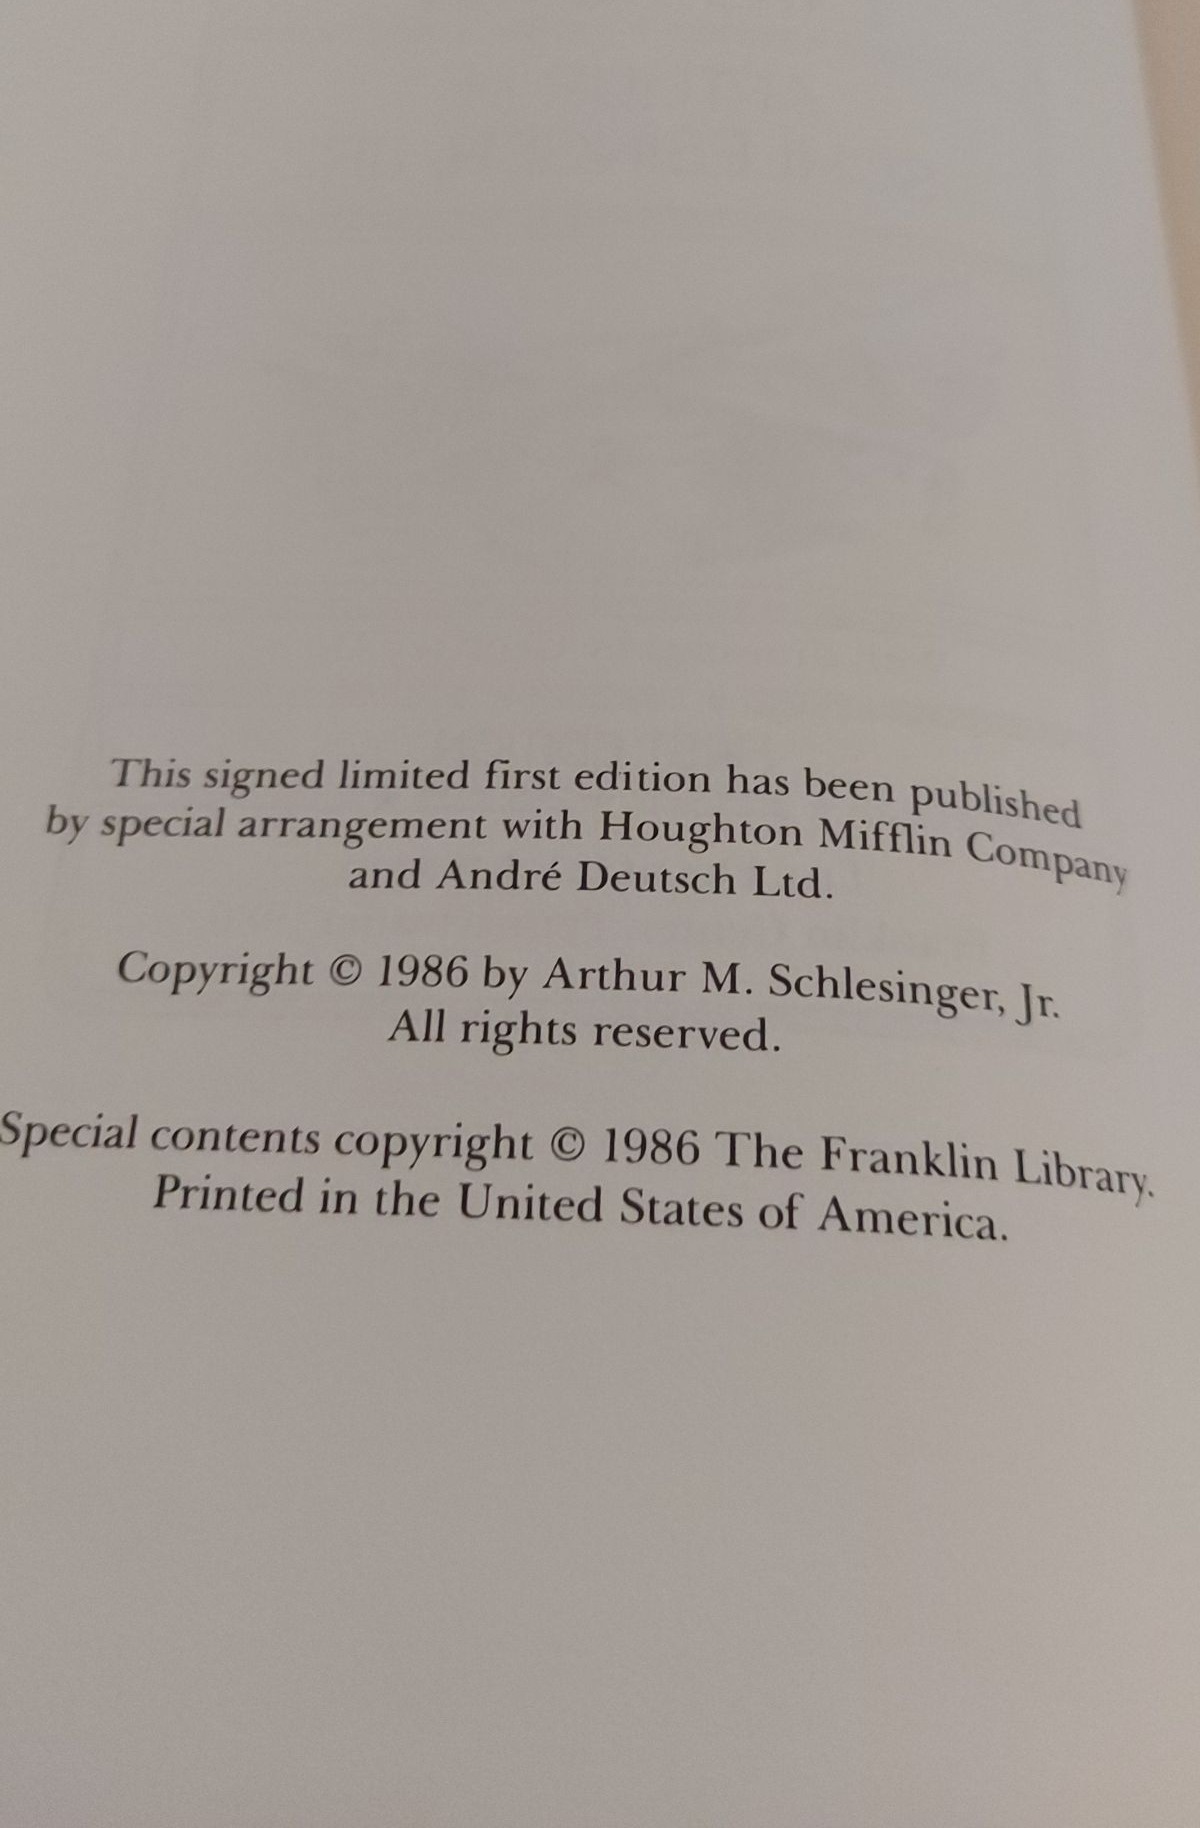 This signed limited first edition has been published
by special arrangement with Houghton Mifflin Company
and André Deutsch Ltd.
Copyright © 1986 by Arthur M. Schlesinger, Jr.
All rights reserved.
Special contents copyright © 1986 The Franklin Library.
Printed in the United States of America.